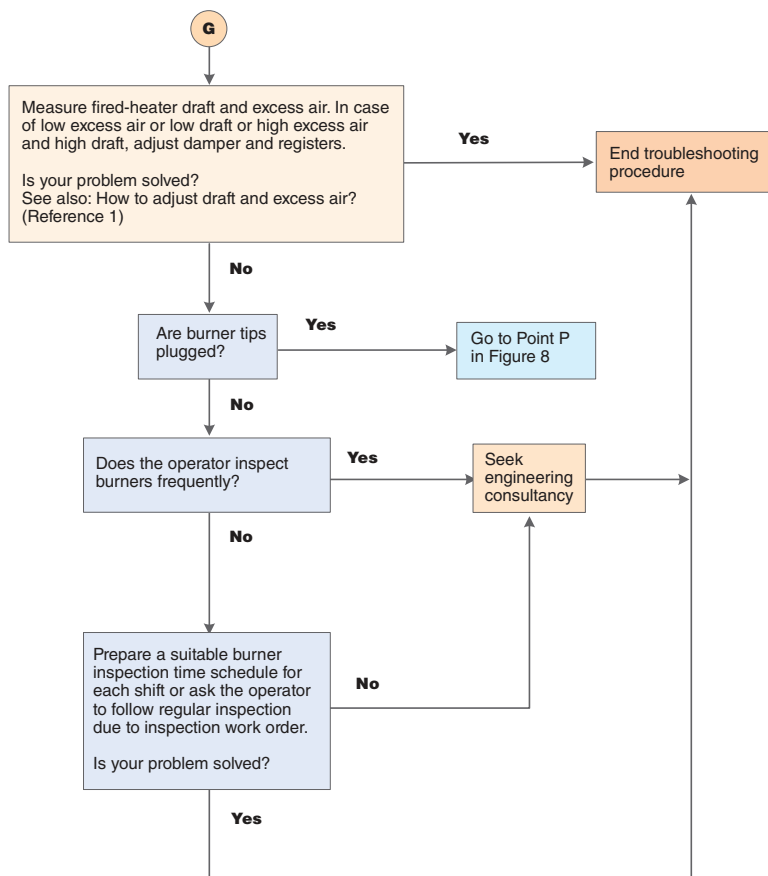 G
Measure fired-heater draft and excess air. In case
of low excess air or low draft or high excess air
and high draft, adjust damper and registers.
Is your problem solved?
See also: How to adjust draft and excess air?
(Reference 1)
Yes
End troubleshooting
procedure
No
Are burner tips
plugged?
Yes
Go to Point P
in Figure 8
No
Does the operator inspect
burners frequently?
Yes
Seek
engineering
consultancy
No
Prepare a suitable burner
inspection time schedule for
each shift or ask the operator
to follow regular inspection
due to inspection work order.
Is your problem solved?
No
Yes